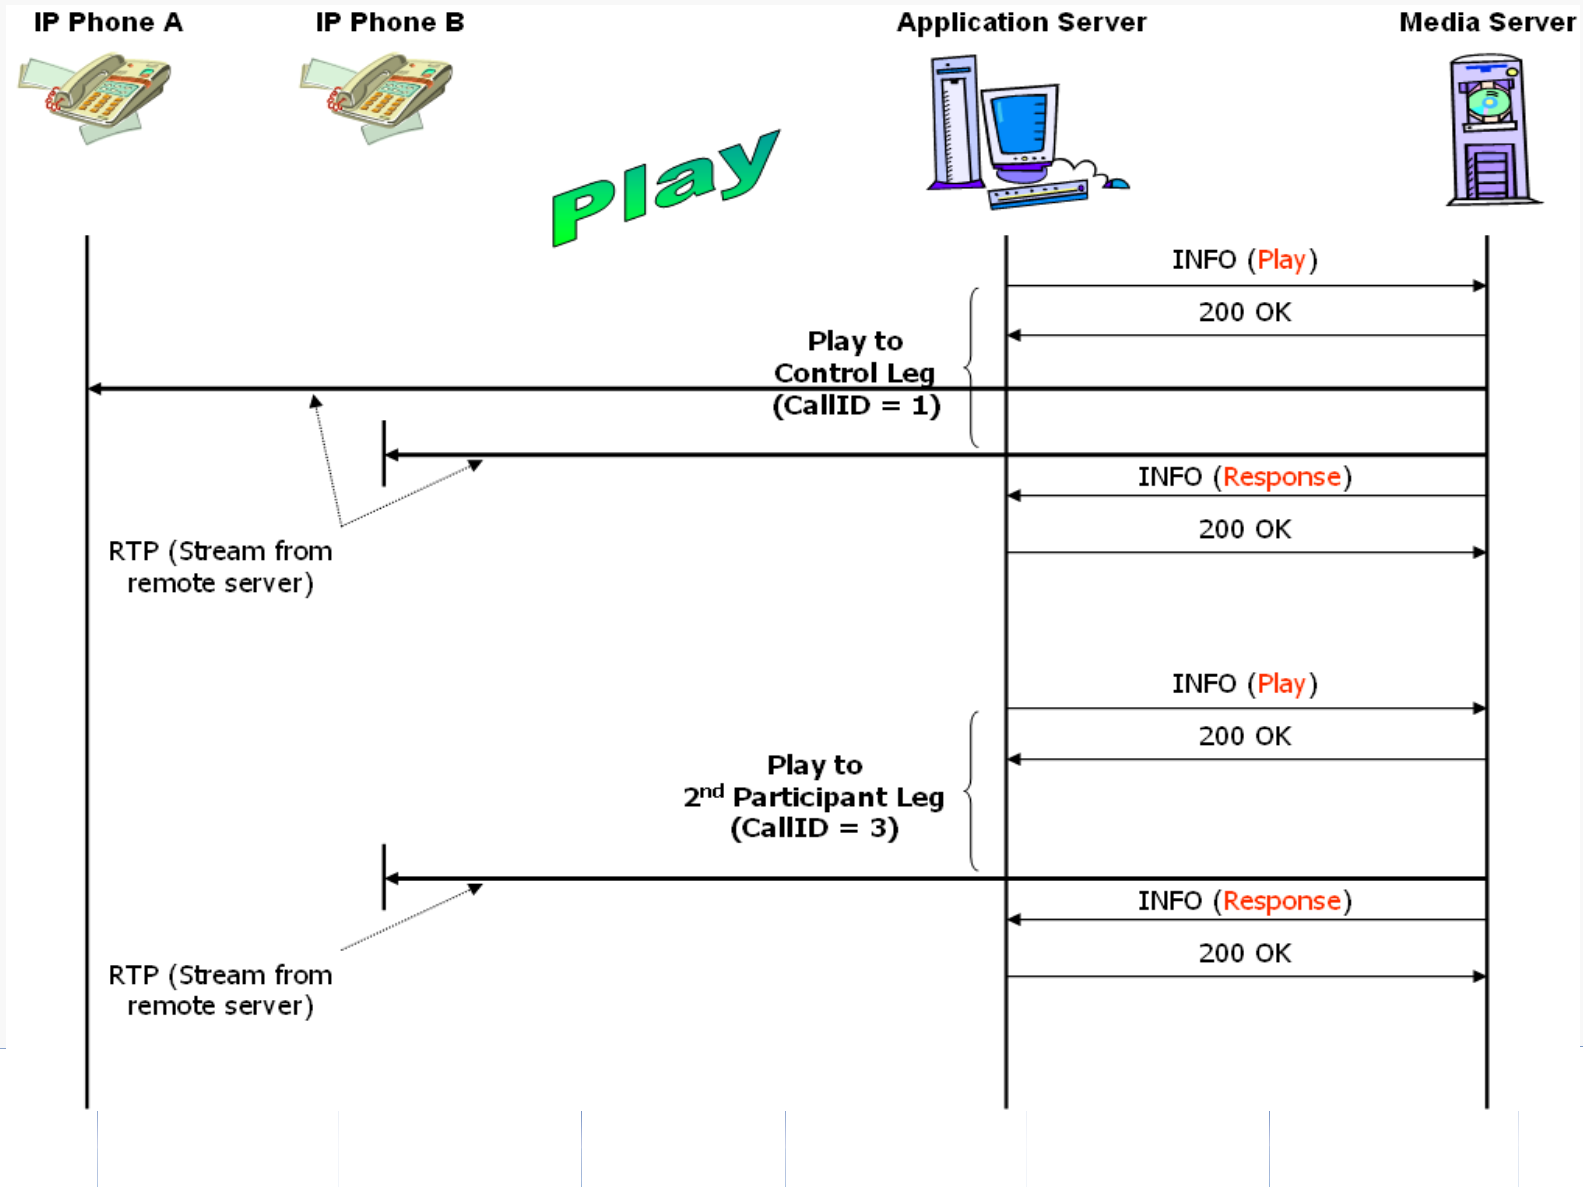 IP Phone A
IP Phone B
Application Server
Media Server
Play
INFO (Play)
200 OK
Play to
Control Leg
(CallID = 1)
INFO (Response)
200 OK
RTP (Stream from
remote server)
INFO (Play)
200 OK
Play to
2nd Participant Leg
(CallID = 3)
INFO (Response)
200 OK
RTP (Stream from
remote server)